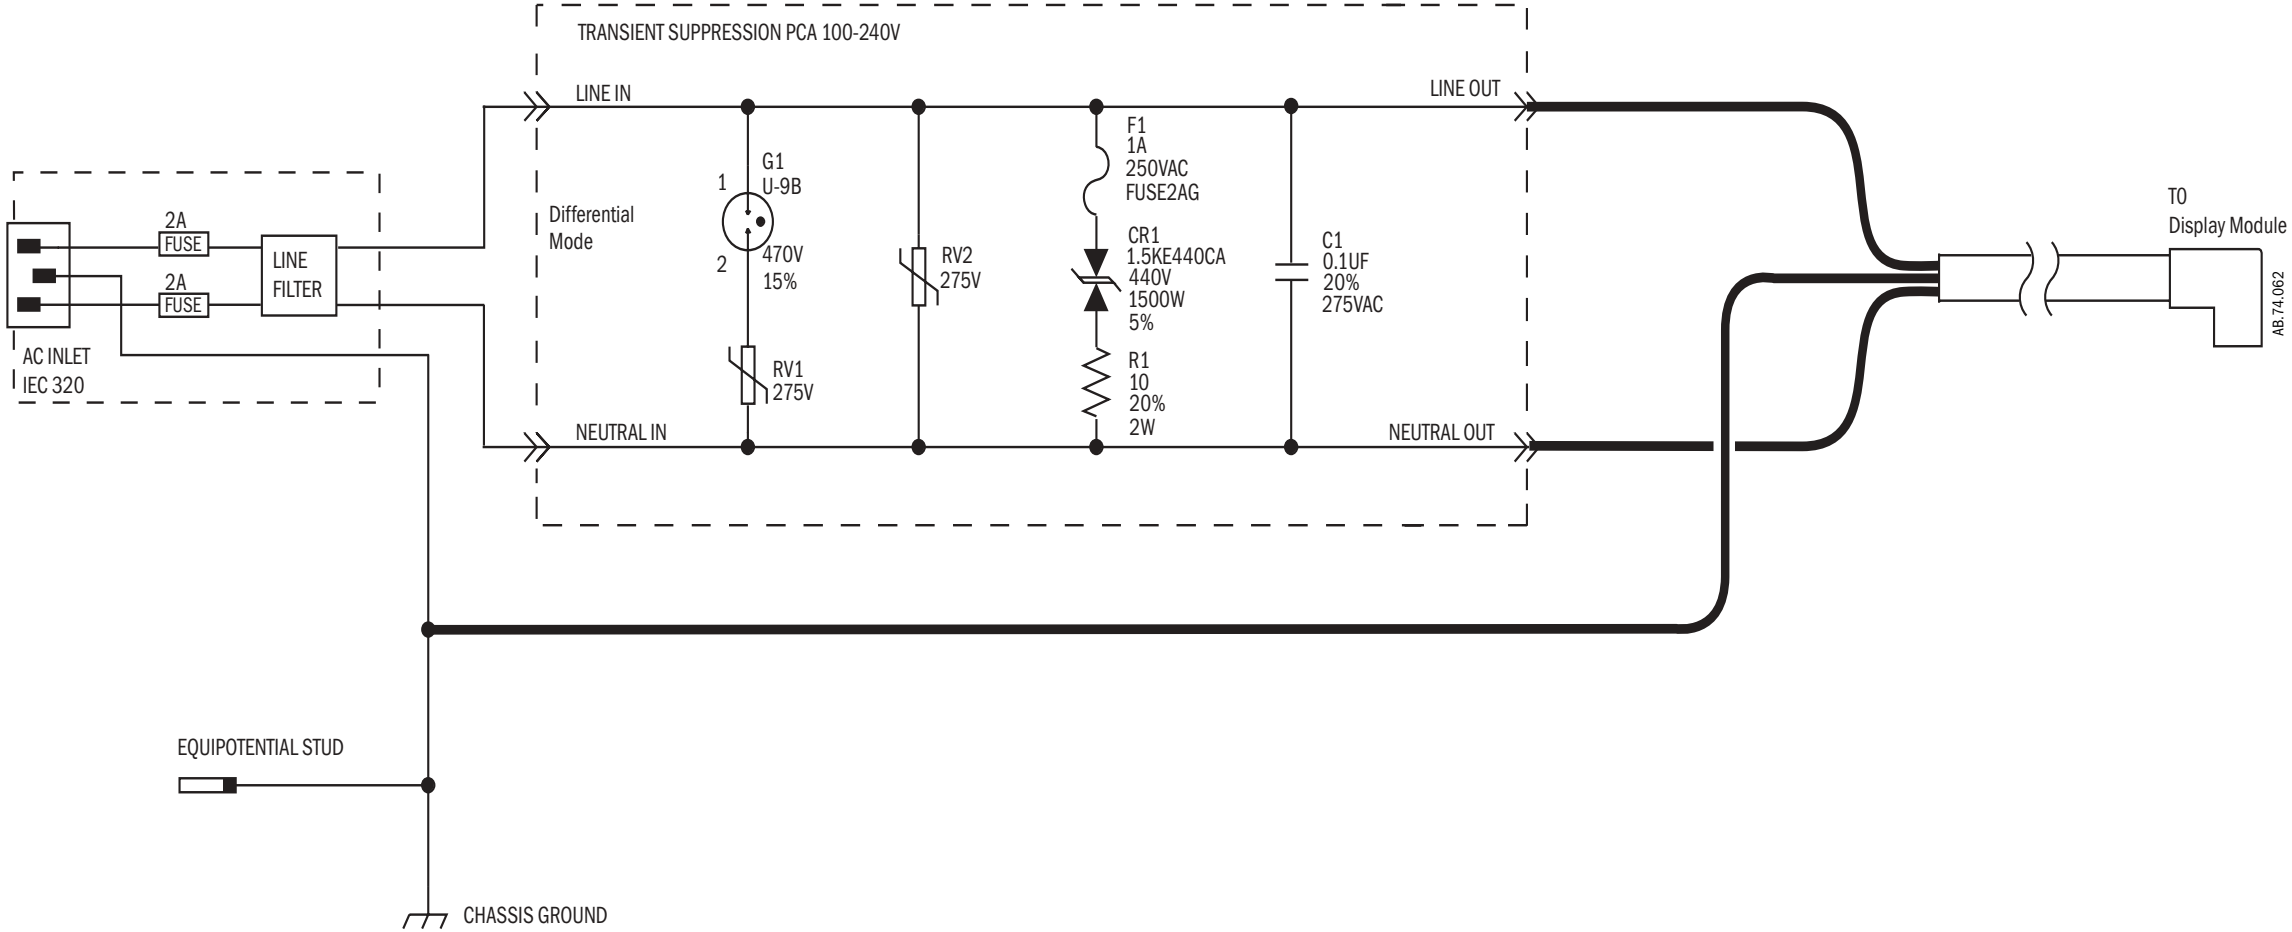 TRANSIENT SUPPRESSION PCA 100-240V
LINE IN
LINE OUT
Differential
Mode
G1
U-9B
1
2
470V
15%
RV1
275V
RV2
275V
F1
1A
250VAC
FUSE2AG
CR1
1.5KE440CA
440V
1500W
5%
R1
10
20%
2W
C1
0.1UF
20%
275VAC
NEUTRAL IN
NEUTRAL OUT
2A
FUSE
2A
FUSE
LINE
FILTER
AC INLET
IEC 320
TO
Display Module
AB.74.062
EQUIPOTENTIAL STUD
CHASSIS GROUND